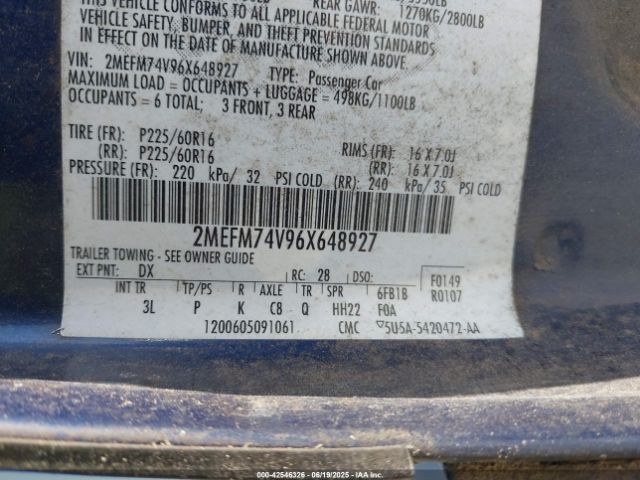 REAR GAWR: 1270KG/2800LB
THIS VEHICLE CONFORMS TO ALL APPLICABLE FEDERAL MOTOR
VEHICLE SAFETY, BUMPER, AND THEFT PREVENTION STANDARDS
IN EFFECT ON THE DATE OF MANUFACTURE SHOWN ABOVE.
VIN: 2MEFM74V96X648927 TYPE: Passenger Car
MAXIMUM LOAD = OCCUPANTS + LUGGAGE = 498KG/1100LB
OCCUPANTS = 6 TOTAL; 3 FRONT, 3 REAR
TIRE (FR): P225/60R16 RIMS (FR): 16 X 7.0J
(RR): P225/60R16 (RR): 16 X 7.0J
PRESSURE (FR): 220 kPa/ 32 PSI COLD (RR): 240 kPa/ 35 PSI COLD
2MEFM74V96X648927
TRAILER TOWING - SEE OWNER GUIDE
EXT PNT: DX RC: 28 DSO: F0149
INT TR TP/PS R AXLE TR SPR 6FB1B R0107
3L P K C8 Q HH22 F0A
1200605091061 CMC 5U5A-5420472-AA
000-42546326 - 06/19/2025 - IAA Inc.